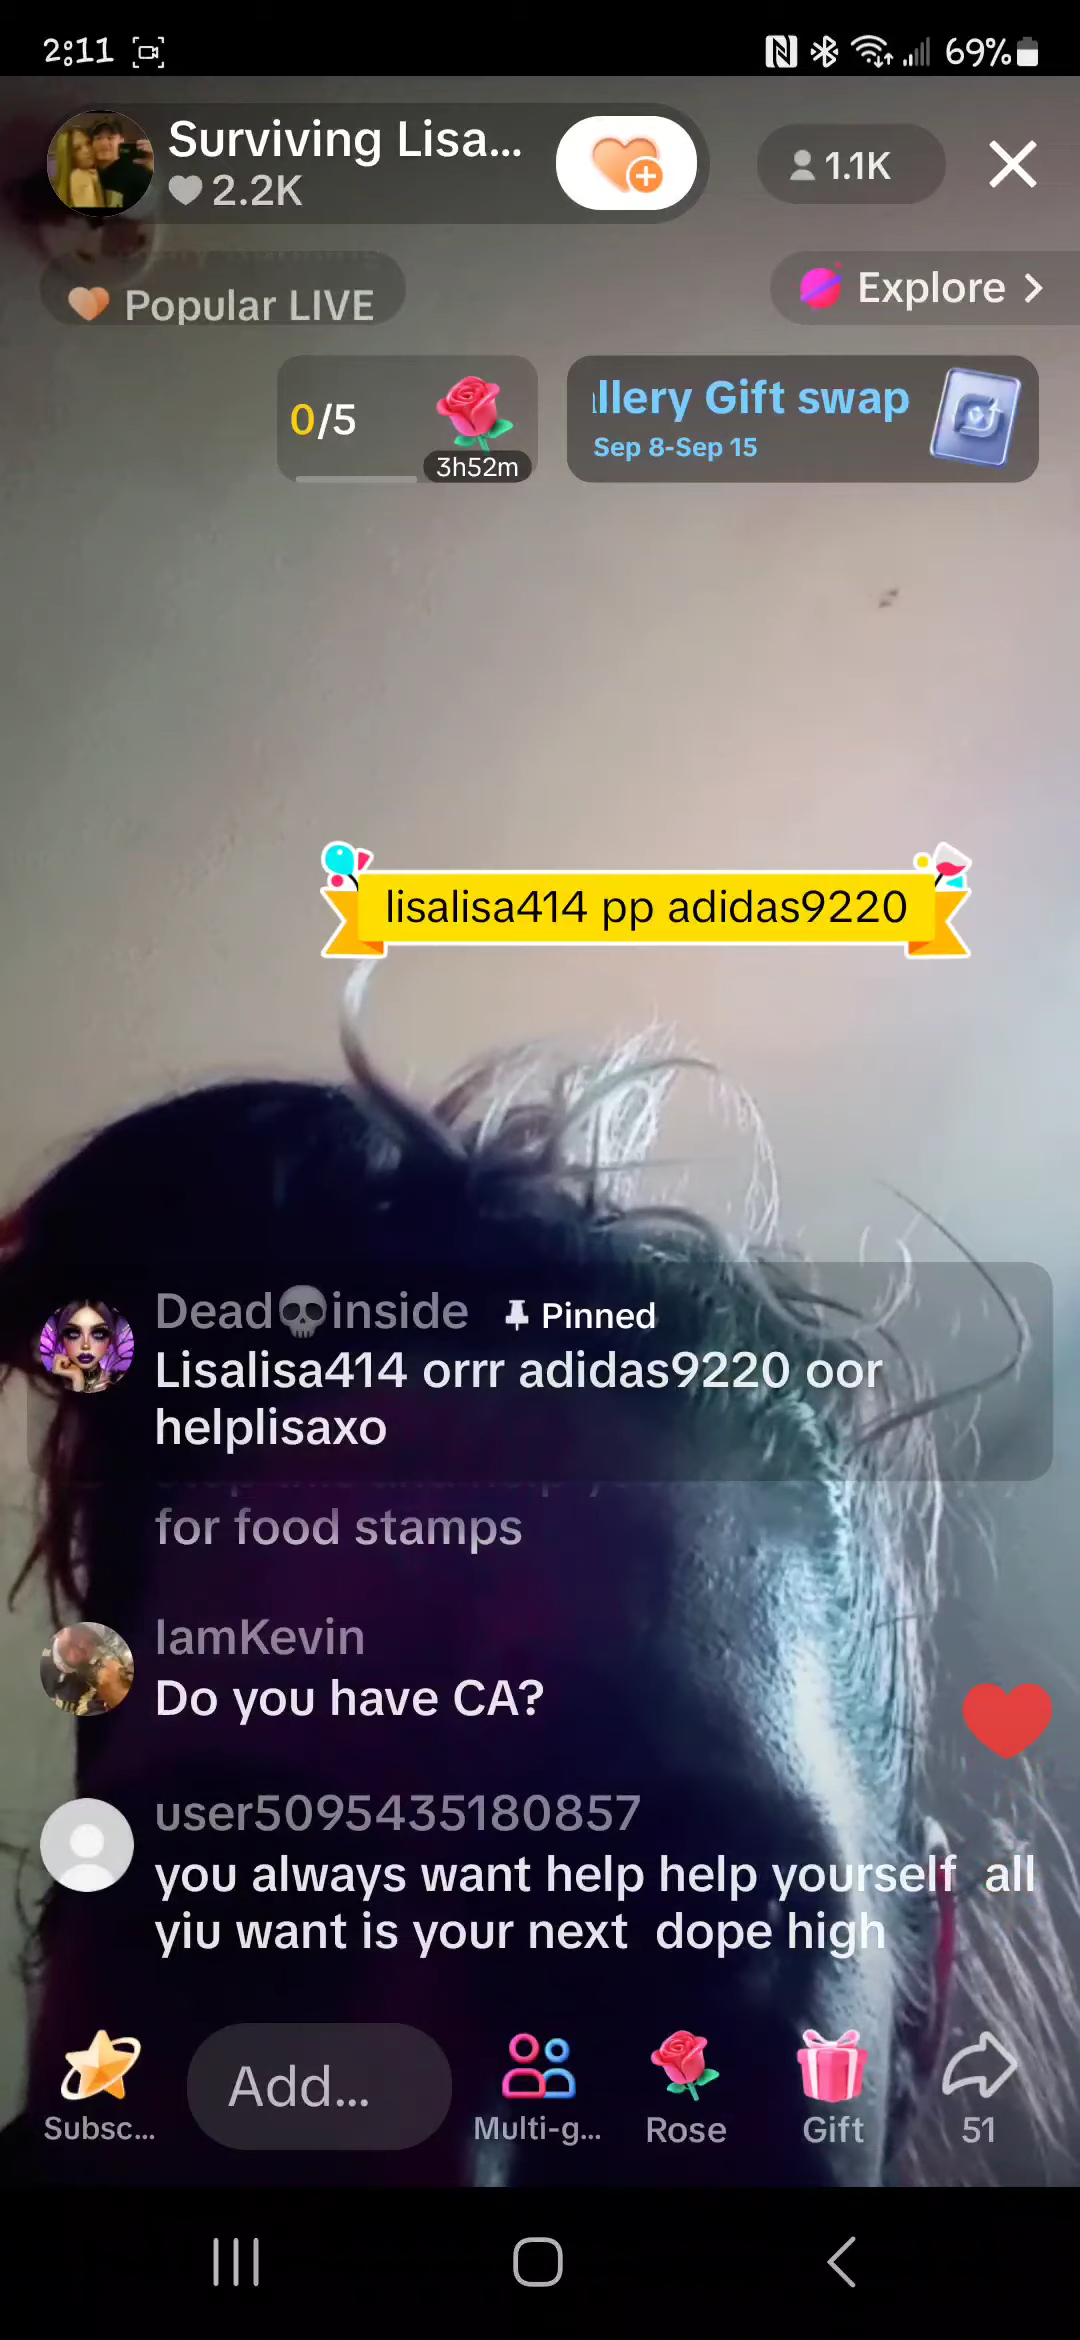 2:11
69%
Surviving Lisa...
2.2K
1.1K
Popular LIVE
Explore
0/5
3h52m
llery Gift swap
Sep 8-Sep 15
lisalisa414 pp adidas9220
Dead💀inside Pinned
Lisalisa414 orrr adidas9220 oor
helplisaxo
for food stamps
IamKevin
Do you have CA?
user5095435180857
you always want help help yourself all
yiu want is your next dope high
Add...
Subsc...
Multi-g...
Rose
Gift
51